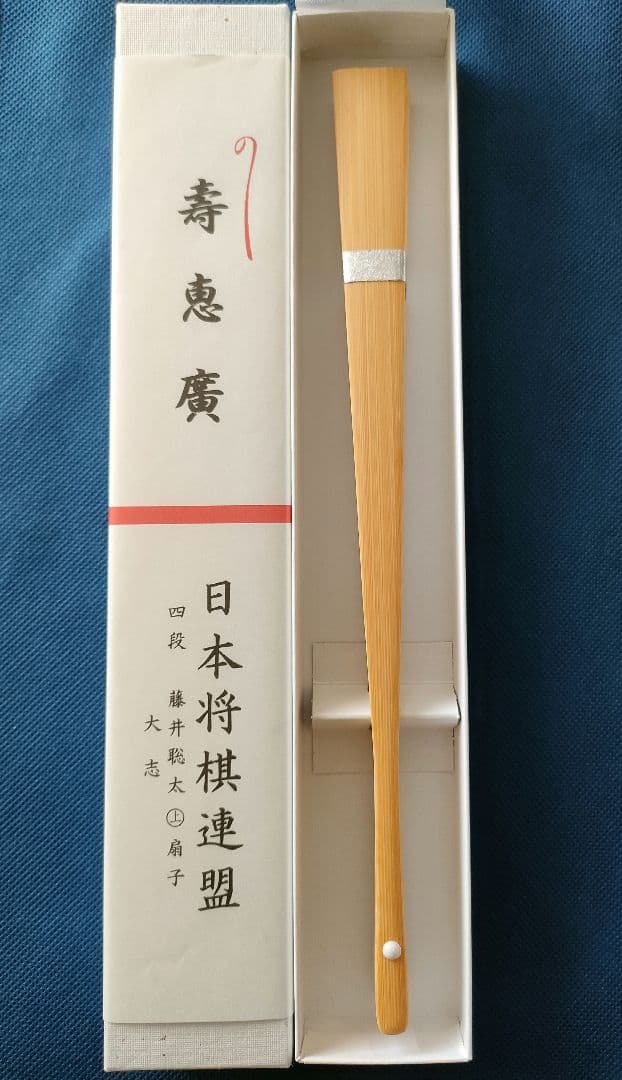 壽恵廣
日本将棋連盟
四段 藤井聡太㊤扇子
大志